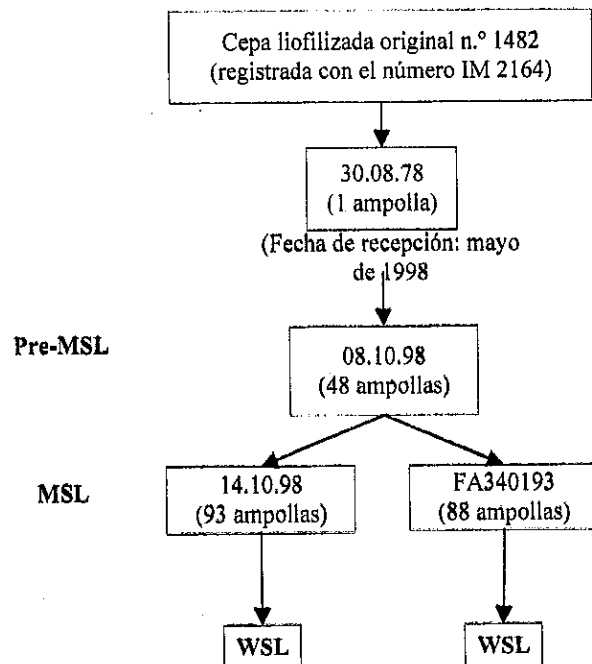 Cepa liofilizada original n.º 1482
(registrada con el número IM 2164)
30.08.78
(1 ampolla)
(Fecha de recepción: mayo
de 1998
Pre-MSL
08.10.98
(48 ampollas)
MSL
14.10.98
(93 ampollas)
FA340193
(88 ampollas)
WSL
WSL